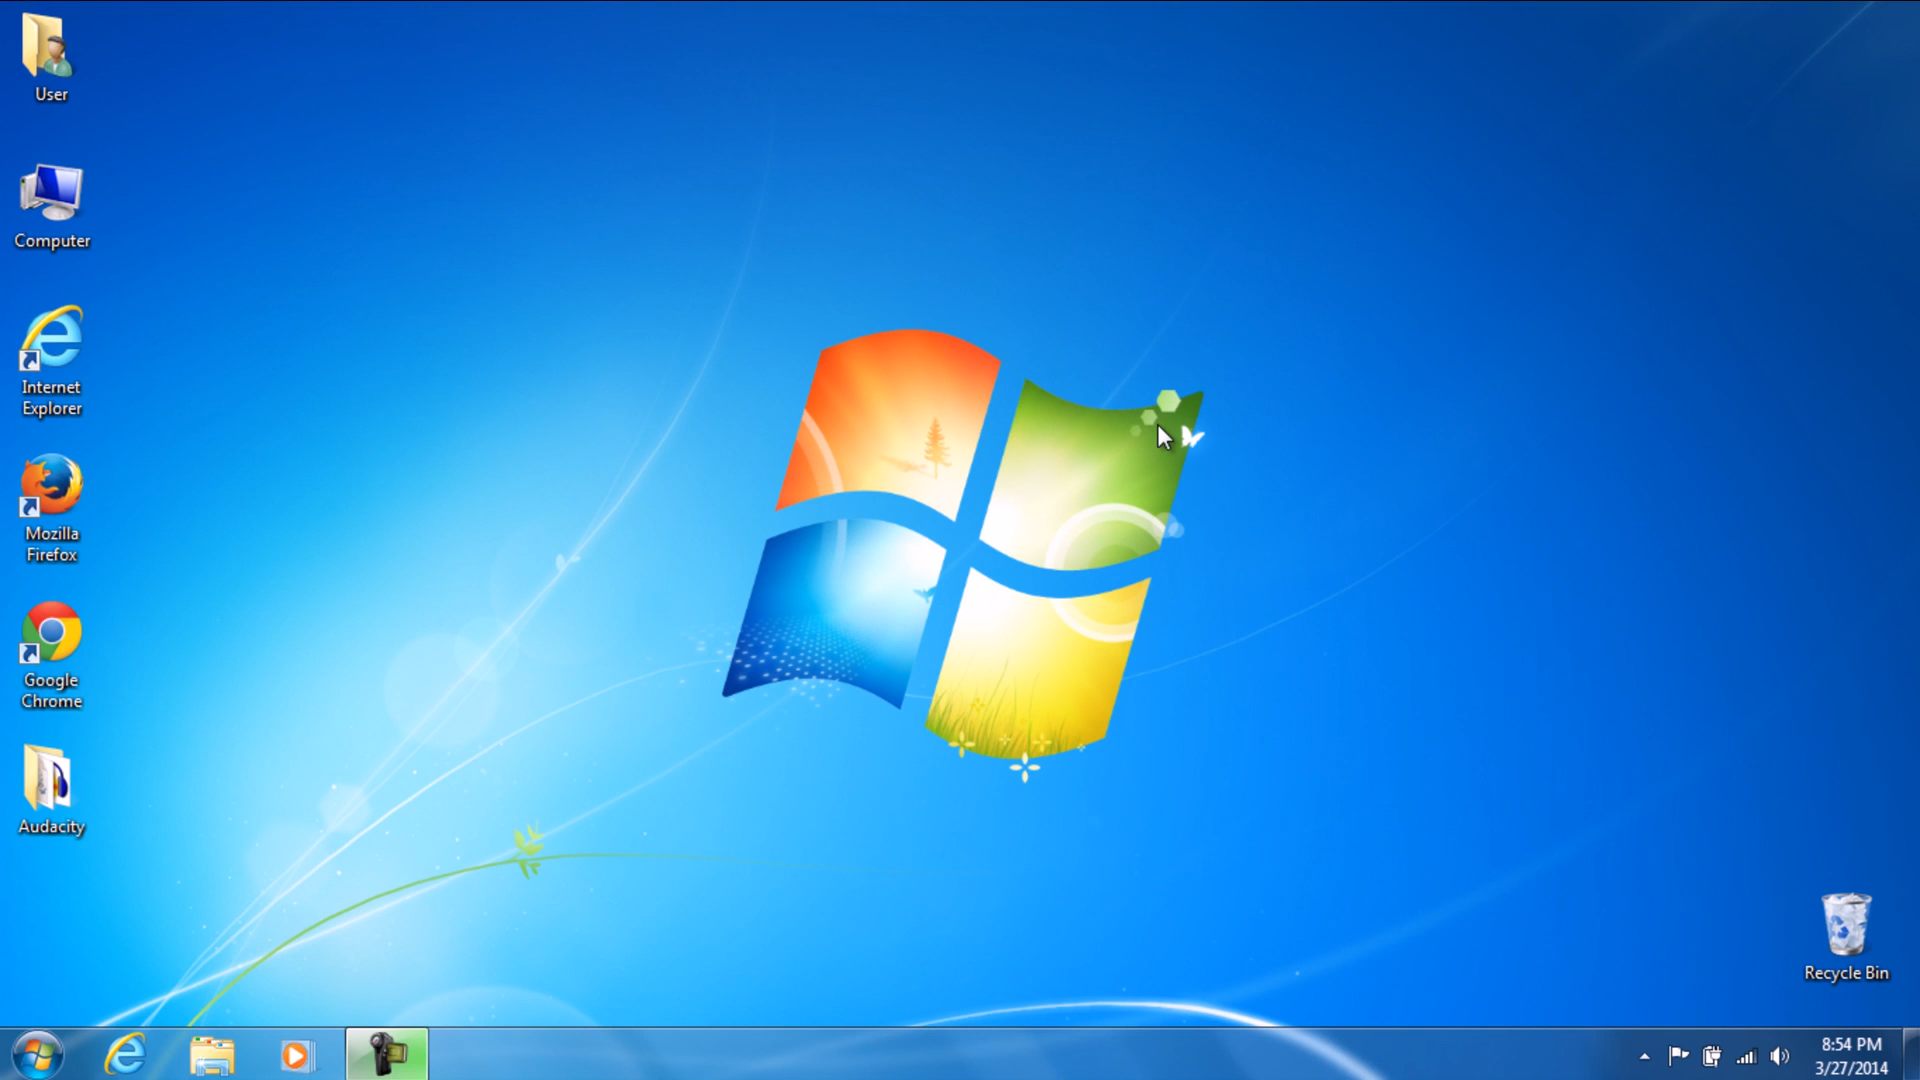 User
Computer
Internet
Explorer
Mozilla
Firefox
Google
Chrome
Audacity
Recycle Bin
8:54 PM
3/27/2014